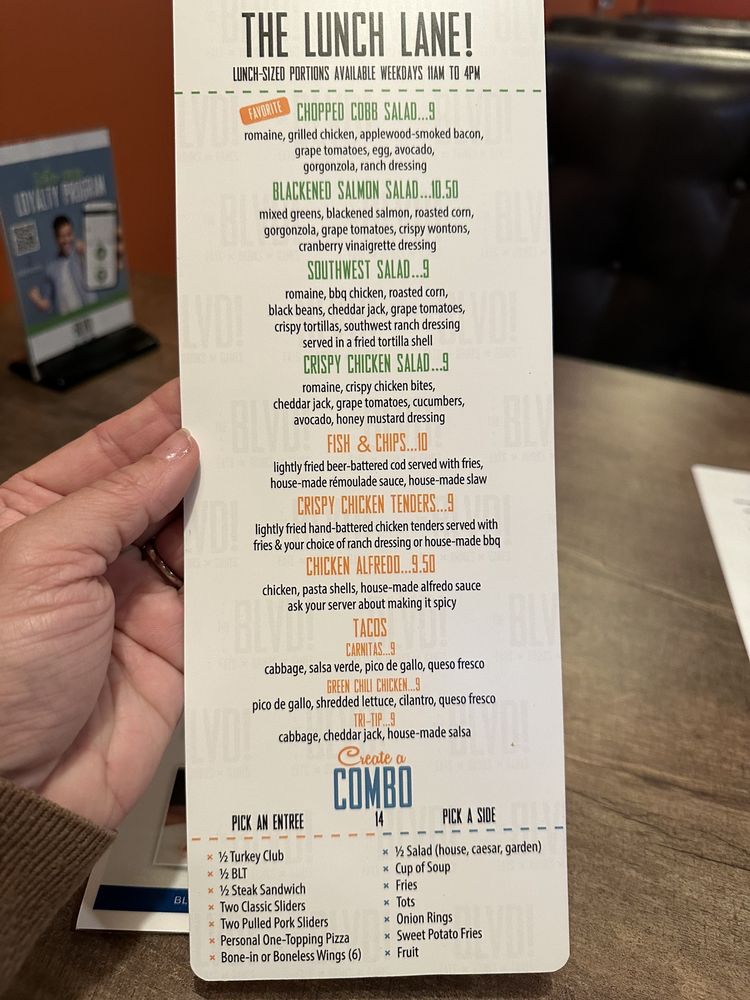 THE LUNCH LANE!
LUNCH-SIZED PORTIONS AVAILABLE WEEKDAYS 11AM TO 4PM
FAVORITE
CHOPPED COBB SALAD...9
romaine, grilled chicken, applewood-smoked bacon,
grape tomatoes, egg, avocado,
gorgonzola, ranch dressing
BLACKENED SALMON SALAD...10.50
mixed greens, blackened salmon, roasted corn,
gorgonzola, grape tomatoes, crispy wontons,
cranberry vinaigrette dressing
SOUTHWEST SALAD...9
romaine, bbq chicken, roasted corn,
black beans, cheddar jack, grape tomatoes,
crispy tortillas, southwest ranch dressing
served in a fried tortilla shell
CRISPY CHICKEN SALAD...9
romaine, crispy chicken bites,
cheddar jack, grape tomatoes, cucumbers,
avocado, honey mustard dressing
FISH & CHIPS...10
lightly fried beer-battered cod served with fries,
house-made rémoulade sauce, house-made slaw
CRISPY CHICKEN TENDERS...9
lightly fried hand-battered chicken tenders served with
fries & your choice of ranch dressing or house-made bbq
CHICKEN ALFREDO...9.50
chicken, pasta shells, house-made alfredo sauce
ask your server about making it spicy
TACOS
CARNITAS...9
cabbage, salsa verde, pico de gallo, queso fresco
GREEN CHILI CHICKEN...9
pico de gallo, shredded lettuce, cilantro, queso fresco
TRI-TIP...9
cabbage, cheddar jack, house-made salsa
Create a
COMBO
14
PICK AN ENTREE
½ Turkey Club
½ BLT
½ Steak Sandwich
Two Classic Sliders
Two Pulled Pork Sliders
Personal One-Topping Pizza
Bone-in or Boneless Wings (6)
PICK A SIDE
½ Salad (house, caesar, garden)
Cup of Soup
Fries
Tots
Onion Rings
Sweet Potato Fries
Fruit
LOYALTY PROGRAM
BL